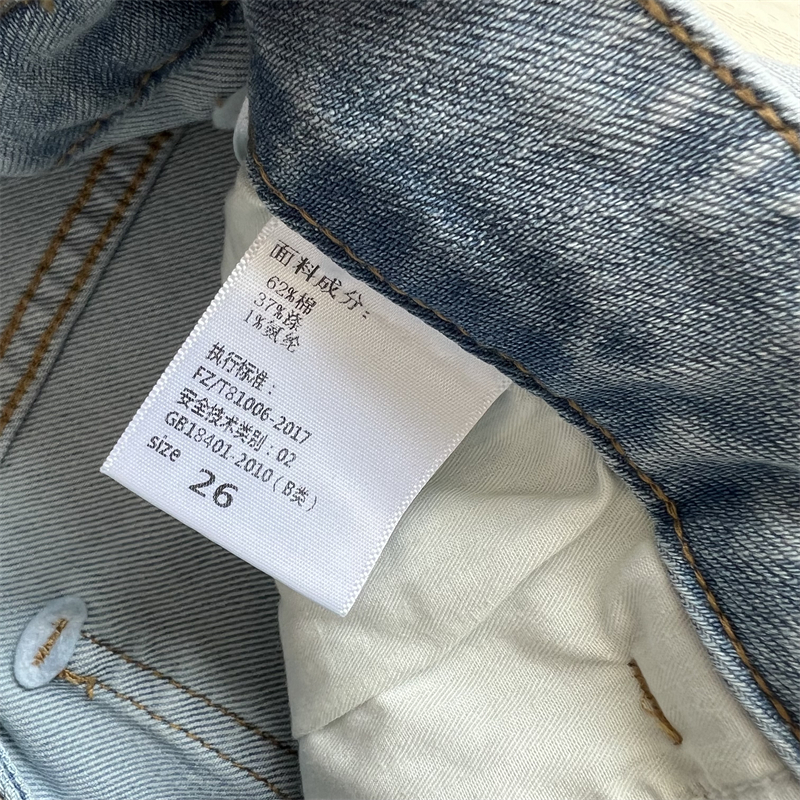 面料成分：
62%棉
37%涤
1%氨纶
执行标准：
FZ/T81006-2017
安全技术类别：02
GB18401-2010（B类）
size 26